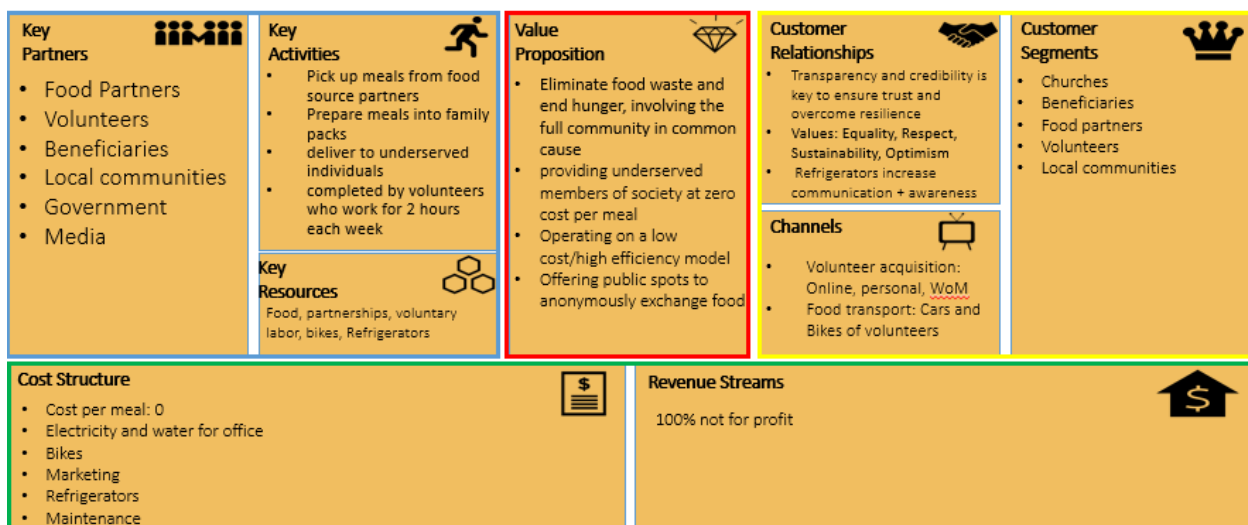 Key
Partners
• Food Partners
• Volunteers
• Beneficiaries
• Local communities
• Government
• Media
Key
Activities
• Pick up meals from food
source partners
• Prepare meals into family
packs
• deliver to underserved
individuals
• completed by volunteers
who work for 2 hours
each week
Key
Resources
Food, partnerships, voluntary
labor, bikes, Refrigerators
Value
Proposition
• Eliminate food waste and
end hunger, involving the
full community in common
cause
• providing underserved
members of society at zero
cost per meal
• Operating on a low
cost/high efficiency model
• Offering public spots to
anonymously exchange food
Customer
Relationships
• Transparency and credibility is
key to ensure trust and
overcome resilience
• Values: Equality, Respect,
Sustainability, Optimism
• Refrigerators increase
communication + awareness
Channels
• Volunteer acquisition:
Online, personal, WoM
• Food transport: Cars and
Bikes of volunteers
Customer
Segments
• Churches
• Beneficiaries
• Food partners
• Volunteers
• Local communities
Cost Structure
$
• Cost per meal: 0
• Electricity and water for office
• Bikes
• Marketing
• Refrigerators
• Maintenance
Revenue Streams
$
100% not for profit